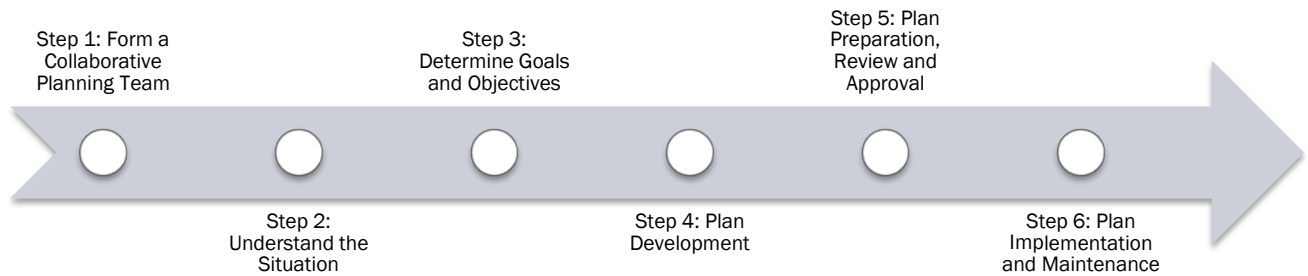 Step 1: Form a
Collaborative
Planning Team
Step 2:
Understand the
Situation
Step 3:
Determine Goals
and Objectives
Step 4: Plan
Development
Step 5: Plan
Preparation,
Review and
Approval
Step 6: Plan
Implementation
and Maintenance